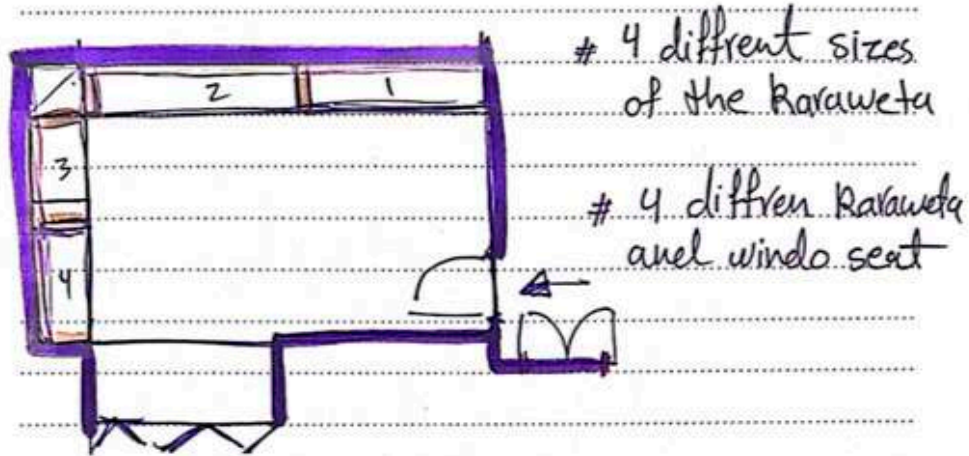 # 4 diffrent sizes
of the Karaweta
# 4 diffren Karaweta
anel windo seat
2
1
3
4